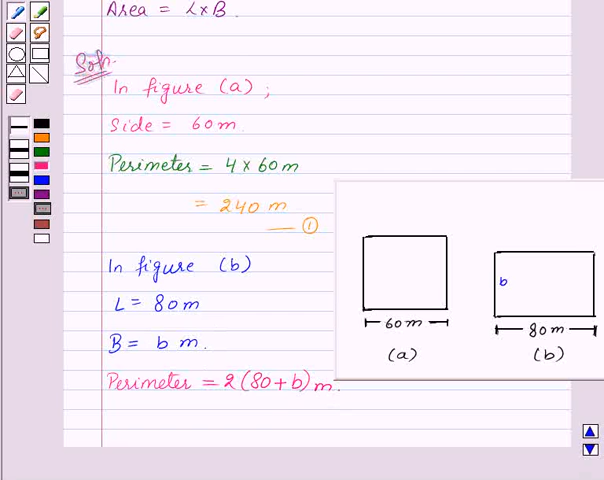 Area = L x B.
Soln.
In figure (a);
Side = 60 m.
Perimeter = 4 x 60 m
= 240 m
— ①
In figure (b)
L = 80 m
B = b m.
Perimeter = 2(80+b) m.
b
60 m
80 m
(a)
(b)